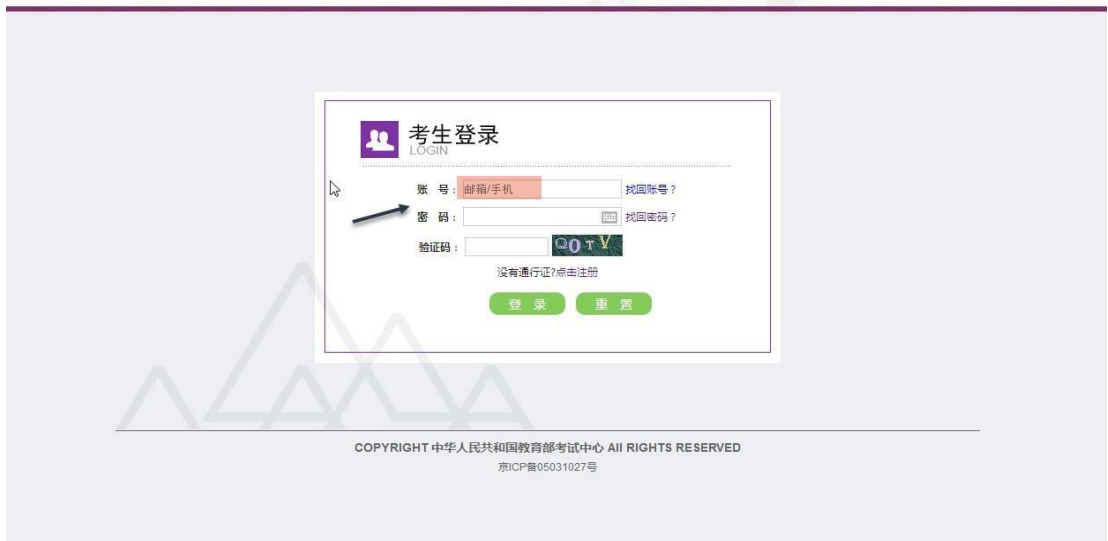 考生登录
LOGIN
账 号： 邮箱/手机 找回账号？
密 码： 找回密码？
验证码： QOTV
没有通行证?点击注册
登 录 重 置
COPYRIGHT 中华人民共和国教育部考试中心 All RIGHTS RESERVED
京ICP备05031027号